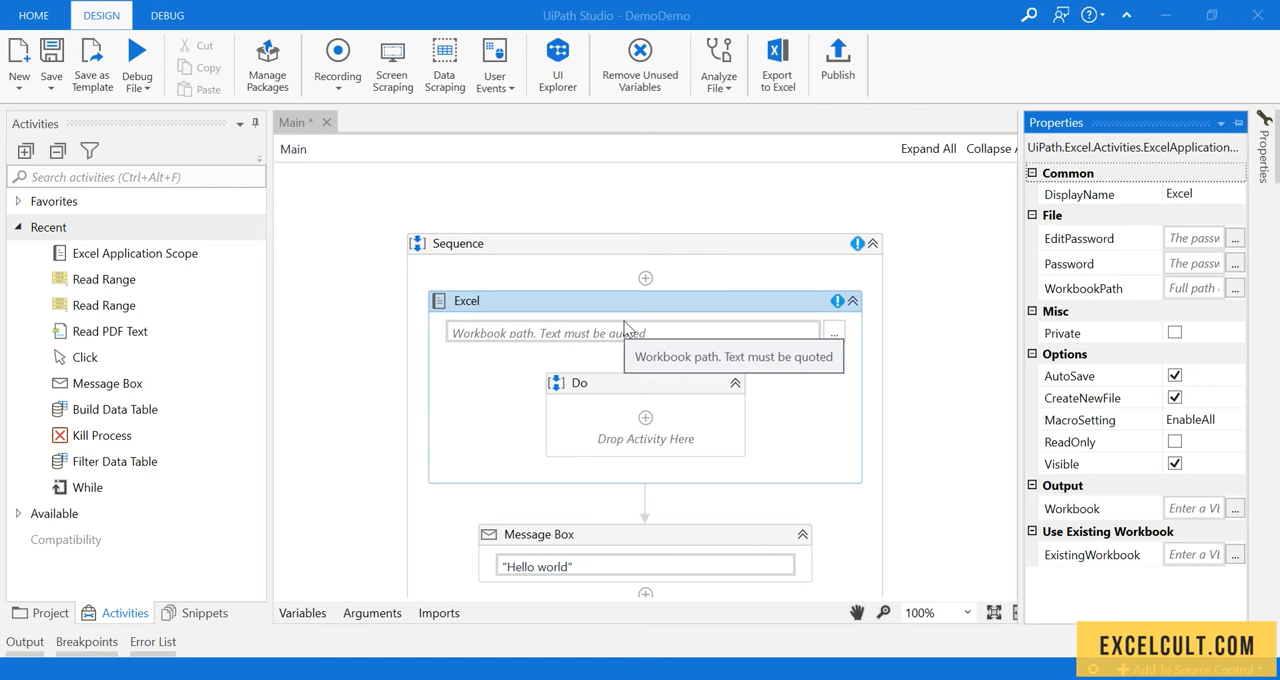 HOME
DESIGN
DEBUG
UiPath Studio - DemoDemo
New
Save
Save as
Template
Debug
File
Cut
Copy
Paste
Manage
Packages
Recording
Screen
Scraping
Data
Scraping
User
Events
UI
Explorer
Remove Unused
Variables
Analyze
File
Export
to Excel
Publish
Activities
Search activities (Ctrl+Alt+F)
Favorites
Recent
Excel Application Scope
Read Range
Read Range
Read PDF Text
Click
Message Box
Build Data Table
Kill Process
Filter Data Table
While
Available
Compatibility
Project
Activities
Snippets
Output
Breakpoints
Error List
Main *
Main
Expand All
Collapse A
Sequence
Excel
Workbook path. Text must be quoted
Workbook path. Text must be quoted
Do
Drop Activity Here
Message Box
"Hello world"
Variables
Arguments
Imports
100%
Properties
UiPath.Excel.Activities.ExcelApplication...
Common
DisplayName
Excel
File
EditPassword
The passw
...
Password
The passw
...
WorkbookPath
Full path
...
Misc
Private
Options
AutoSave
CreateNewFile
MacroSetting
EnableAll
ReadOnly
Visible
Output
Workbook
Enter a VB
...
Use Existing Workbook
ExistingWorkbook
Enter a VB
...
Properties
EXCELCULT.COM
Add To Source Control